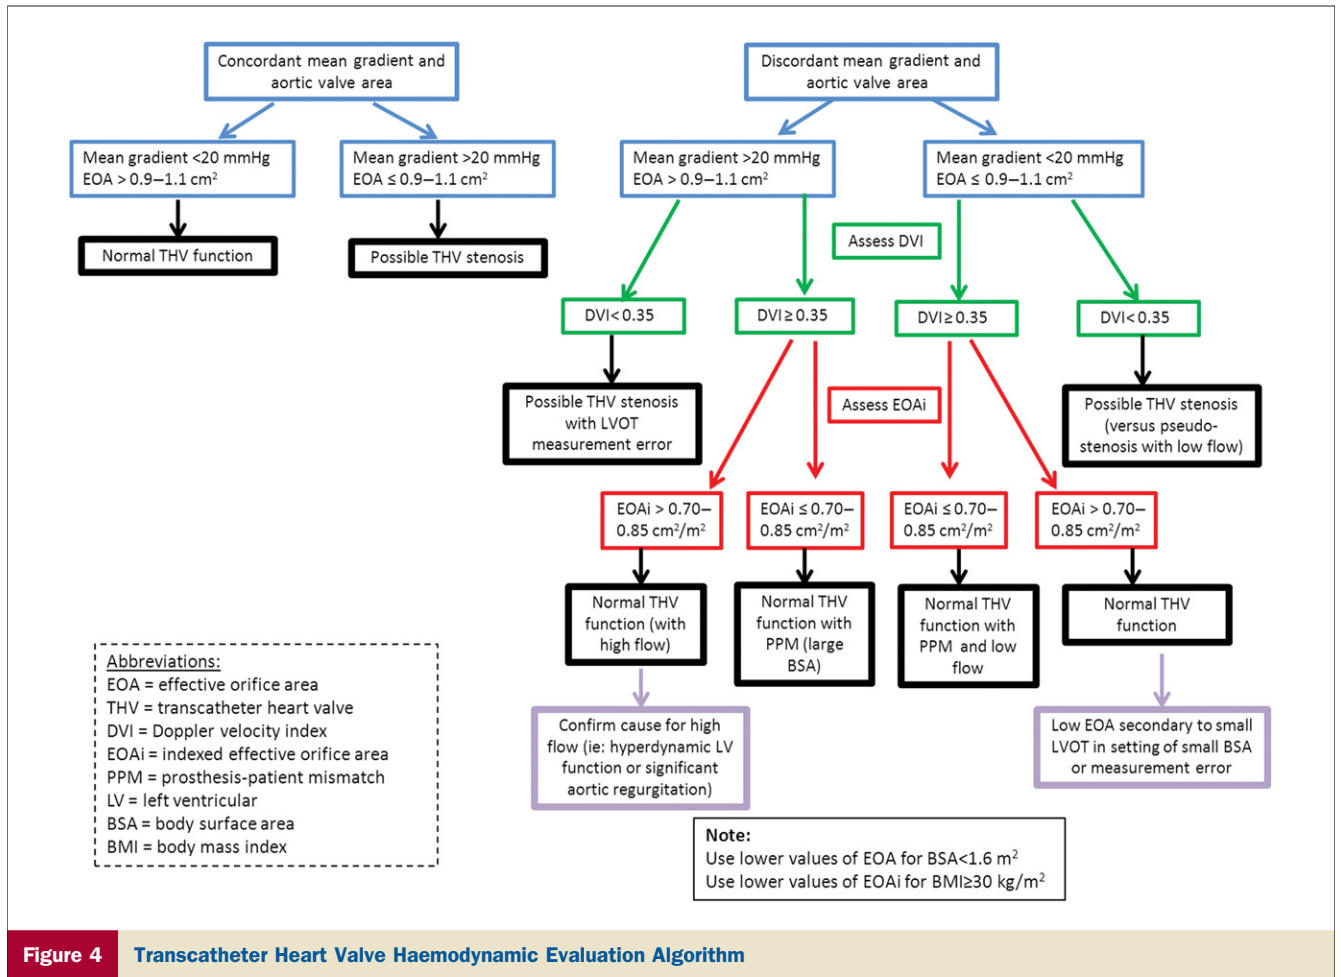 Concordant mean gradient and
aortic valve area
Discordant mean gradient and
aortic valve area
Mean gradient <20 mmHg
EOA > 0.9–1.1 cm²
Mean gradient >20 mmHg
EOA ≤ 0.9–1.1 cm²
Mean gradient >20 mmHg
EOA > 0.9–1.1 cm²
Mean gradient <20 mmHg
EOA ≤ 0.9–1.1 cm²
Normal THV function
Possible THV stenosis
Assess DVI
DVI< 0.35
DVI≥ 0.35
DVI≥ 0.35
DVI< 0.35
Possible THV stenosis
with LVOT
measurement error
Assess EOAi
Possible THV stenosis
(versus pseudo-
stenosis with low flow)
EOAi > 0.70–
0.85 cm²/m²
EOAi ≤ 0.70–
0.85 cm²/m²
EOAi ≤ 0.70–
0.85 cm²/m²
EOAi > 0.70–
0.85 cm²/m²
Normal THV
function (with
high flow)
Normal THV
function with
PPM (large
BSA)
Normal THV
function with
PPM and low
flow
Normal THV
function
Confirm cause for high
flow (ie: hyperdynamic LV
function or significant
aortic regurgitation)
Low EOA secondary to small
LVOT in setting of small BSA
or measurement error
Abbreviations:
EOA = effective orifice area
THV = transcatheter heart valve
DVI = Doppler velocity index
EOAi = indexed effective orifice area
PPM = prosthesis-patient mismatch
LV = left ventricular
BSA = body surface area
BMI = body mass index
Note:
Use lower values of EOA for BSA<1.6 m²
Use lower values of EOAi for BMI≥30 kg/m²
Figure 4 Transcatheter Heart Valve Haemodynamic Evaluation Algorithm